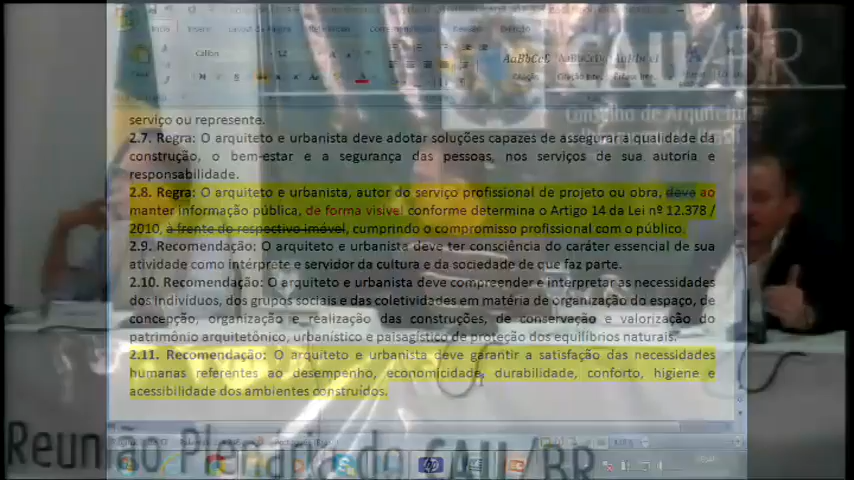 CAU/BR
Conselho de Arquitetu
serviço ou represente.
2.7. Regra: O arquiteto e urbanista deve adotar soluções capazes de assegurar a qualidade da
construção, o bem-estar e a segurança das pessoas, nos serviços de sua autoria e
responsabilidade.
2.8. Regra: O arquiteto e urbanista, autor do serviço profissional de projeto ou obra, deve ao
manter informação pública, de forma visível conforme determina o Artigo 14 da Lei nº 12.378 /
2010, à frente do respectivo imóvel, cumprindo o compromisso profissional com o público.
2.9. Recomendação: O arquiteto e urbanista deve ter consciência do caráter essencial de sua
atividade como intérprete e servidor da cultura e da sociedade de que faz parte.
2.10. Recomendação: O arquiteto e urbanista deve compreender e interpretar as necessidades
dos indivíduos, dos grupos sociais e das coletividades em matéria de organização do espaço, de
concepção, organização e realização das construções, de conservação e valorização do
patrimônio arquitetônico, urbanístico e paisagístico de proteção dos equilíbrios naturais.
2.11. Recomendação: O arquiteto e urbanista deve garantir a satisfação das necessidades
humanas referentes ao desempenho, economicidade, durabilidade, conforto, higiene e
acessibilidade dos ambientes construídos.
Reunião Plenária do CAU/BR